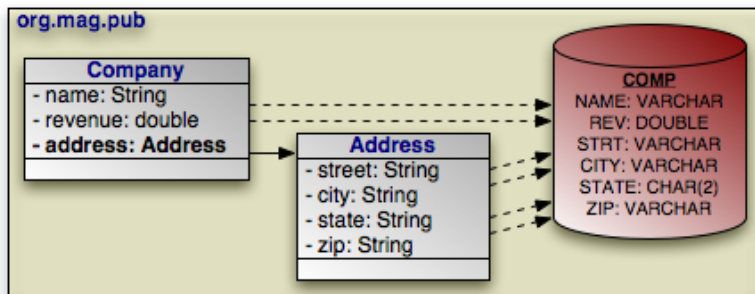 org.mag.pub
Company
- name: String
- revenue: double
- address: Address
Address
- street: String
- city: String
- state: String
- zip: String
COMP
NAME: VARCHAR
REV: DOUBLE
STRT: VARCHAR
CITY: VARCHAR
STATE: CHAR(2)
ZIP: VARCHAR